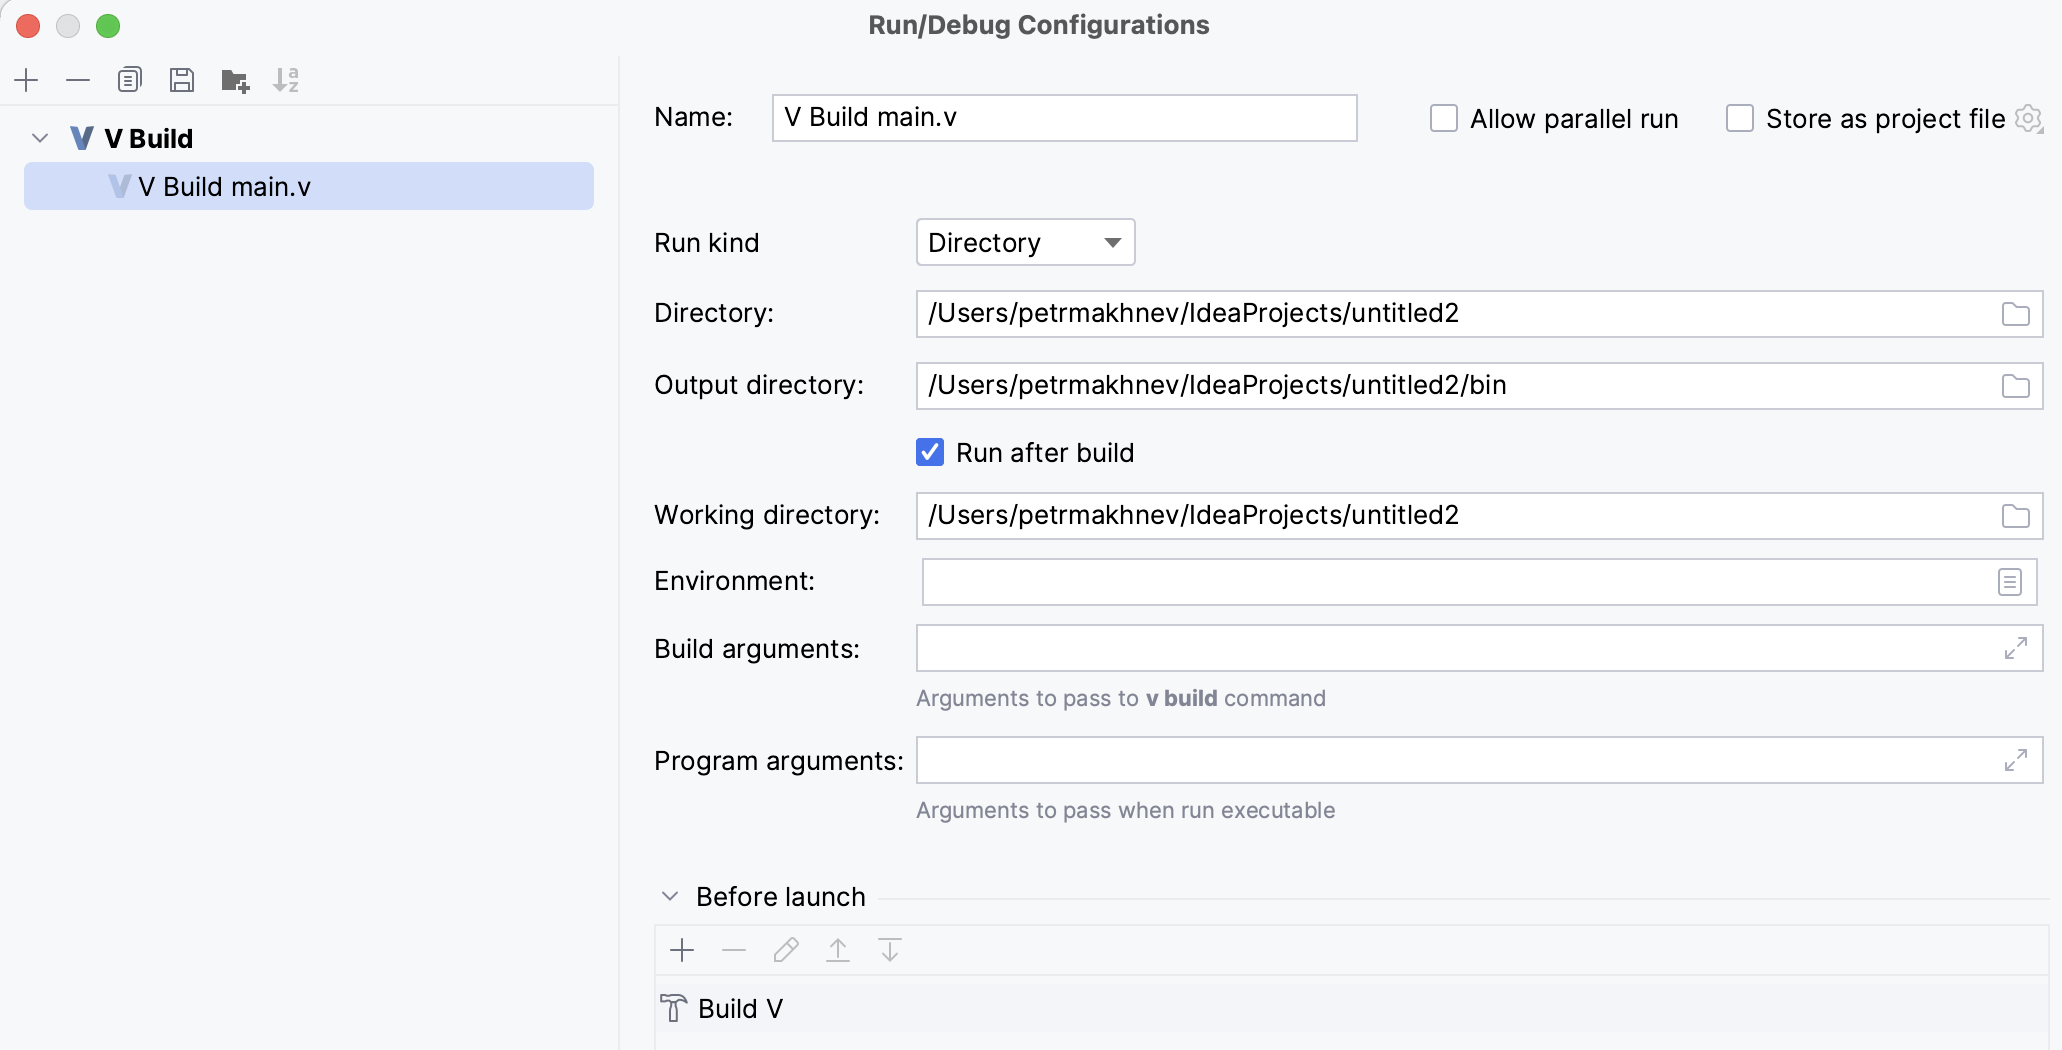 Run/Debug Configurations
V Build
V Build main.v
Name: V Build main.v Allow parallel run Store as project file
Run kind Directory
Directory: /Users/petrmakhnev/IdeaProjects/untitled2
Output directory: /Users/petrmakhnev/IdeaProjects/untitled2/bin
Run after build
Working directory: /Users/petrmakhnev/IdeaProjects/untitled2
Environment:
Build arguments:
Arguments to pass to v build command
Program arguments:
Arguments to pass when run executable
Before launch
Build V